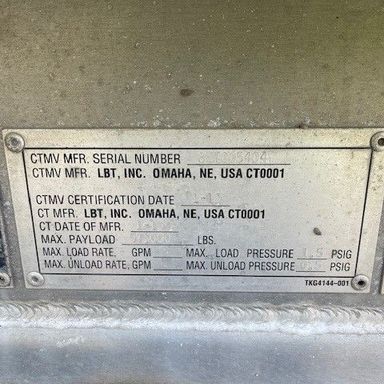 CTMV MFR. SERIAL NUMBER
CTMV MFR. LBT, INC. OMAHA, NE, USA CT0001
CTMV CERTIFICATION DATE
CT MFR. LBT, INC. OMAHA, NE, USA CT0001
CT DATE OF MFR.
MAX. PAYLOAD LBS.
MAX. LOAD RATE, GPM MAX. LOAD PRESSURE PSIG
MAX. UNLOAD RATE, GPM MAX. UNLOAD PRESSURE PSIG
TKG4144-001